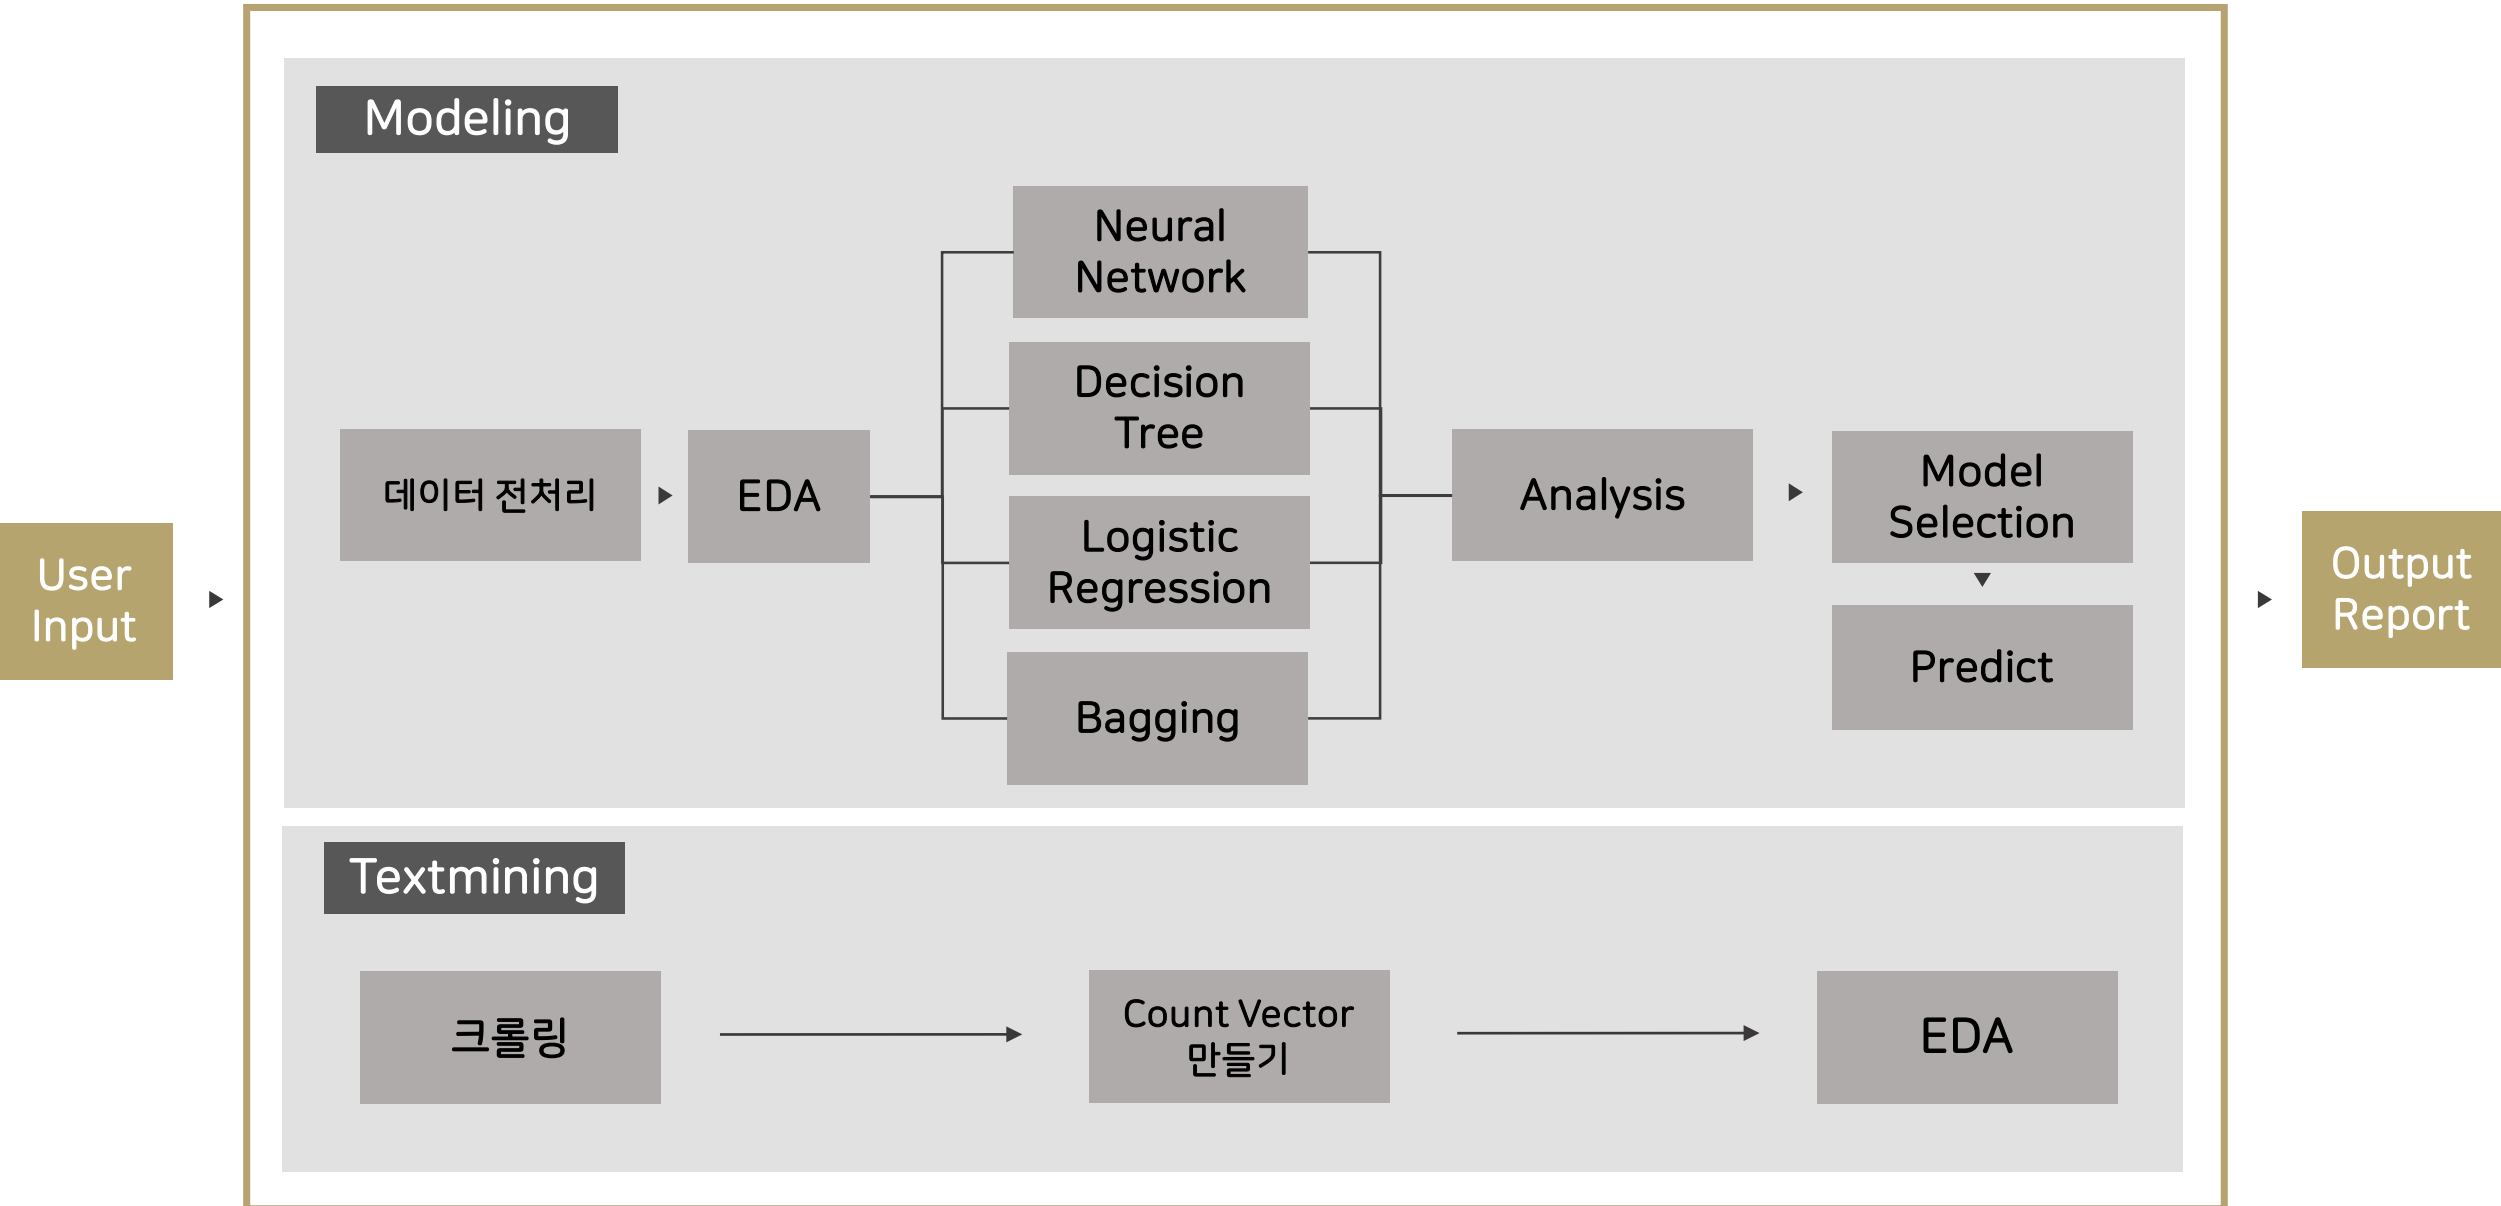 User
Input
Modeling
데이터 전처리
EDA
Neural
Network
Decision
Tree
Logistic
Regression
Bagging
Analysis
Model
Selection
Predict
Textmining
크롤링
Count Vector
만들기
EDA
Output
Report